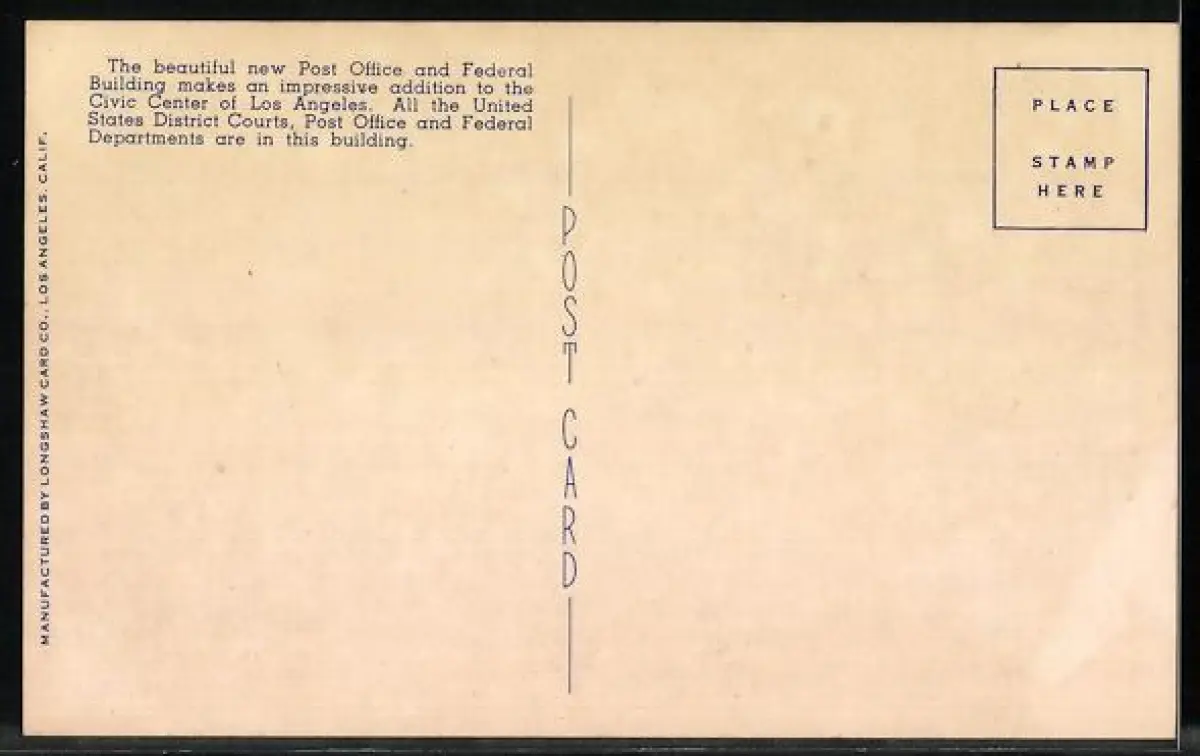 The beautiful new Post Office and Federal
Building makes an impressive addition to the
Civic Center of Los Angeles. All the United
States District Courts, Post Office and Federal
Departments are in this building.
MANUFACTURED BY LONGSHAW CARD CO., LOS ANGELES, CALIF.
POST CARD
PLACE
STAMP
HERE